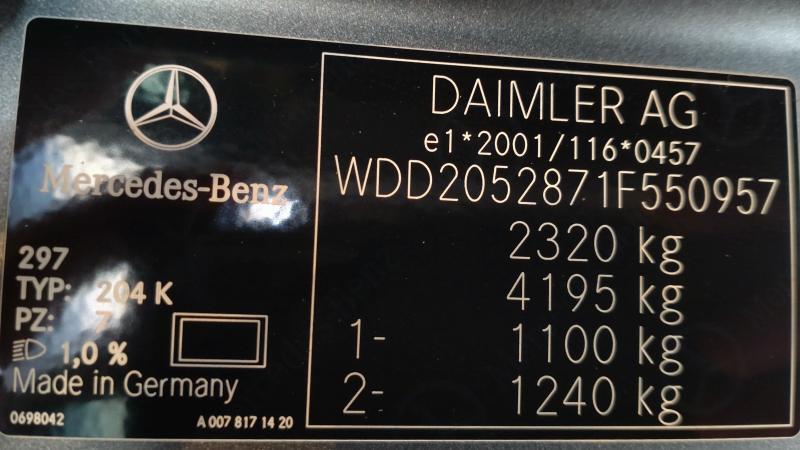 Mercedes-Benz
297
TYP: 204 K
PZ: 7
1,0 %
Made in Germany
0698042
A 007 817 14 20
DAIMLER AG
e1*2001/116*0457
WDD2052871F550957
2320 kg
4195 kg
1- 1100 kg
2- 1240 kg